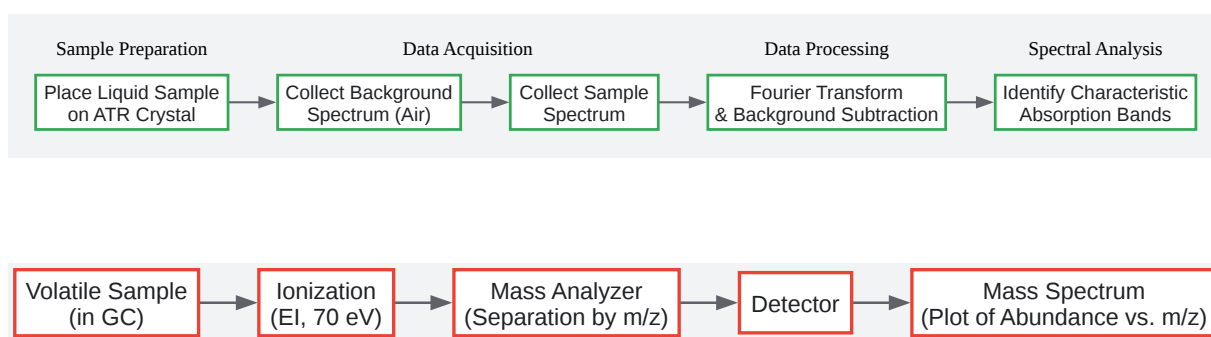 Sample Preparation
Data Acquisition
Data Processing
Spectral Analysis
Place Liquid Sample
on ATR Crystal
Collect Background
Spectrum (Air)
Collect Sample
Spectrum
Fourier Transform
& Background Subtraction
Identify Characteristic
Absorption Bands
Volatile Sample
(in GC)
Ionization
(EI, 70 eV)
Mass Analyzer
(Separation by m/z)
Detector
Mass Spectrum
(Plot of Abundance vs. m/z)